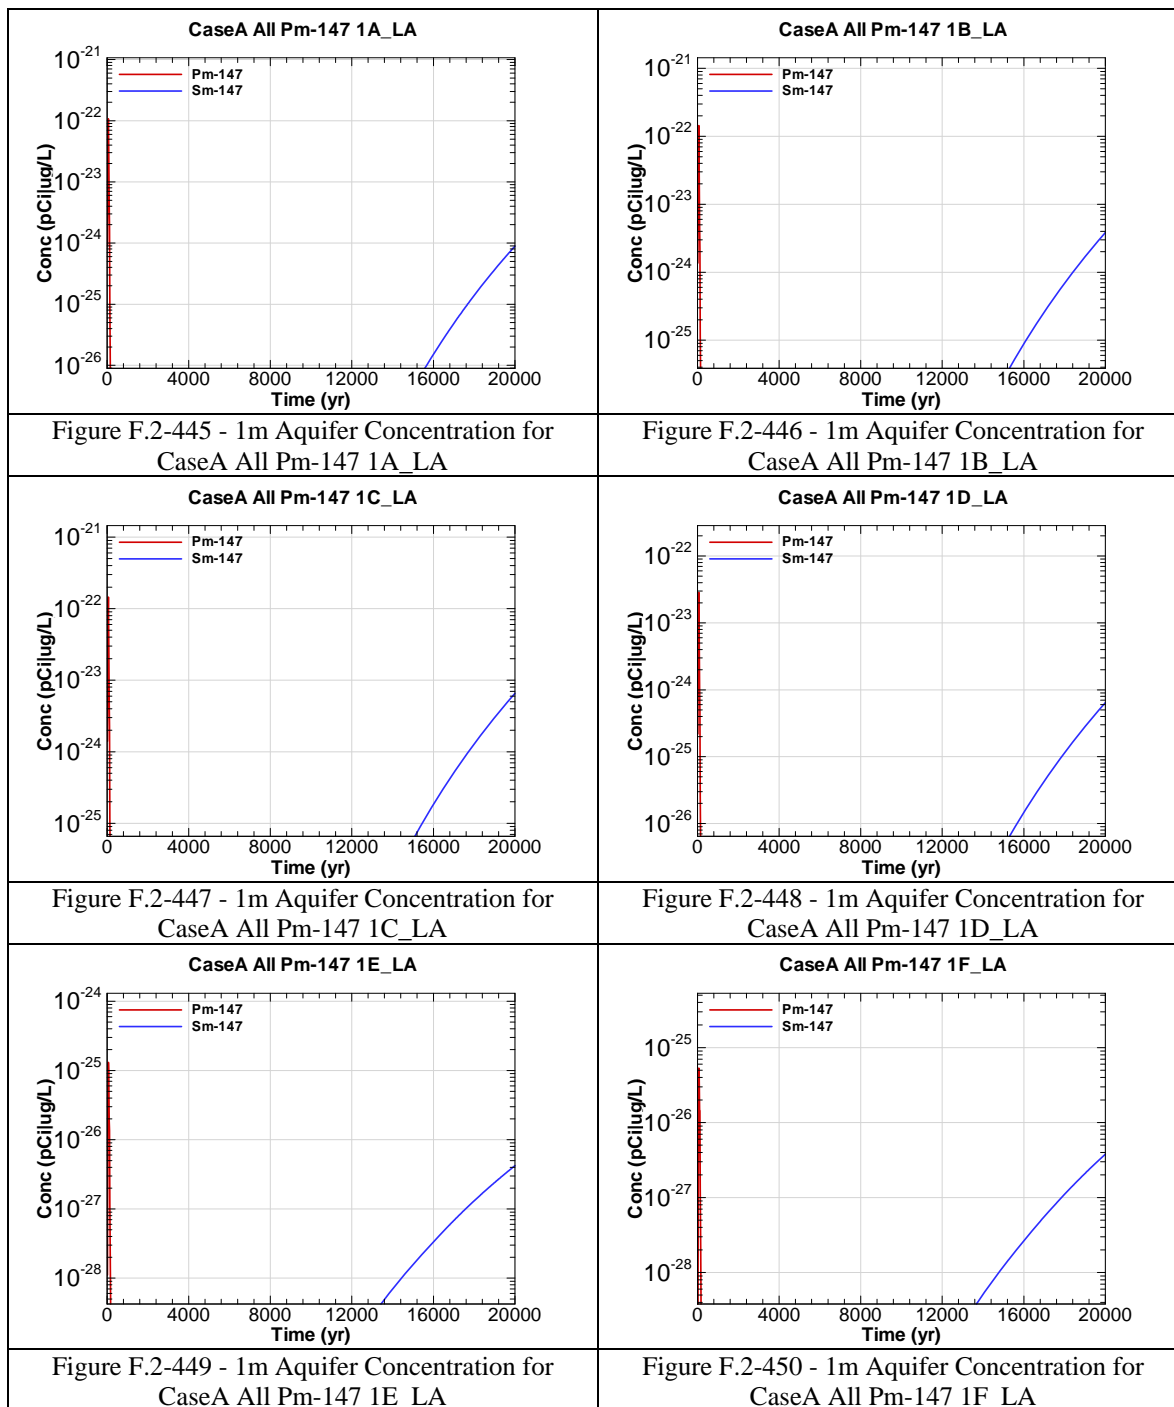 CaseA All Pm-147 1A_LA
10^-21
10^-22
10^-23
10^-24
10^-25
10^-26
Conc (pCi|ug/L)
Pm-147
Sm-147
0 4000 8000 12000 16000 20000
Time (yr)
Figure F.2-445 - 1m Aquifer Concentration for
CaseA All Pm-147 1A_LA
CaseA All Pm-147 1B_LA
10^-21
10^-22
10^-23
10^-24
10^-25
Conc (pCi|ug/L)
Pm-147
Sm-147
0 4000 8000 12000 16000 20000
Time (yr)
Figure F.2-446 - 1m Aquifer Concentration for
CaseA All Pm-147 1B_LA
CaseA All Pm-147 1C_LA
10^-21
10^-22
10^-23
10^-24
10^-25
Conc (pCi|ug/L)
Pm-147
Sm-147
0 4000 8000 12000 16000 20000
Time (yr)
Figure F.2-447 - 1m Aquifer Concentration for
CaseA All Pm-147 1C_LA
CaseA All Pm-147 1D_LA
10^-22
10^-23
10^-24
10^-25
10^-26
Conc (pCi|ug/L)
Pm-147
Sm-147
0 4000 8000 12000 16000 20000
Time (yr)
Figure F.2-448 - 1m Aquifer Concentration for
CaseA All Pm-147 1D_LA
CaseA All Pm-147 1E_LA
10^-24
10^-25
10^-26
10^-27
10^-28
Conc (pCi|ug/L)
Pm-147
Sm-147
0 4000 8000 12000 16000 20000
Time (yr)
Figure F.2-449 - 1m Aquifer Concentration for
CaseA All Pm-147 1E_LA
CaseA All Pm-147 1F_LA
10^-25
10^-26
10^-27
10^-28
Conc (pCi|ug/L)
Pm-147
Sm-147
0 4000 8000 12000 16000 20000
Time (yr)
Figure F.2-450 - 1m Aquifer Concentration for
CaseA All Pm-147 1F_LA